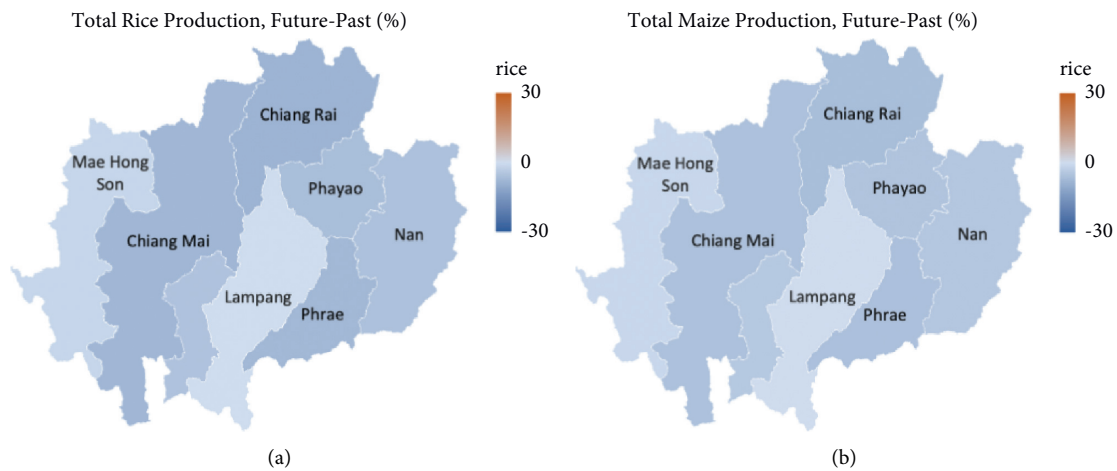 Total Rice Production, Future-Past (%)
rice
30
0
-30
Chiang Rai
Mae Hong
Son
Phayao
Chiang Mai
Nan
Lampang
Phrae
(a)
Total Maize Production, Future-Past (%)
rice
30
0
-30
Chiang Rai
Mae Hong
Son
Phayao
Chiang Mai
Nan
Lampang
Phrae
(b)